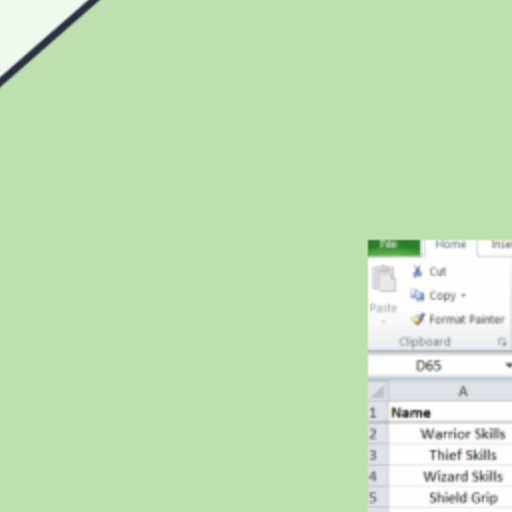 File Home Inse
Cut
Copy
Paste
Format Painter
Clipboard
D65
A
1 Name
2 Warrior Skills
3 Thief Skills
4 Wizard Skills
5 Shield Grip